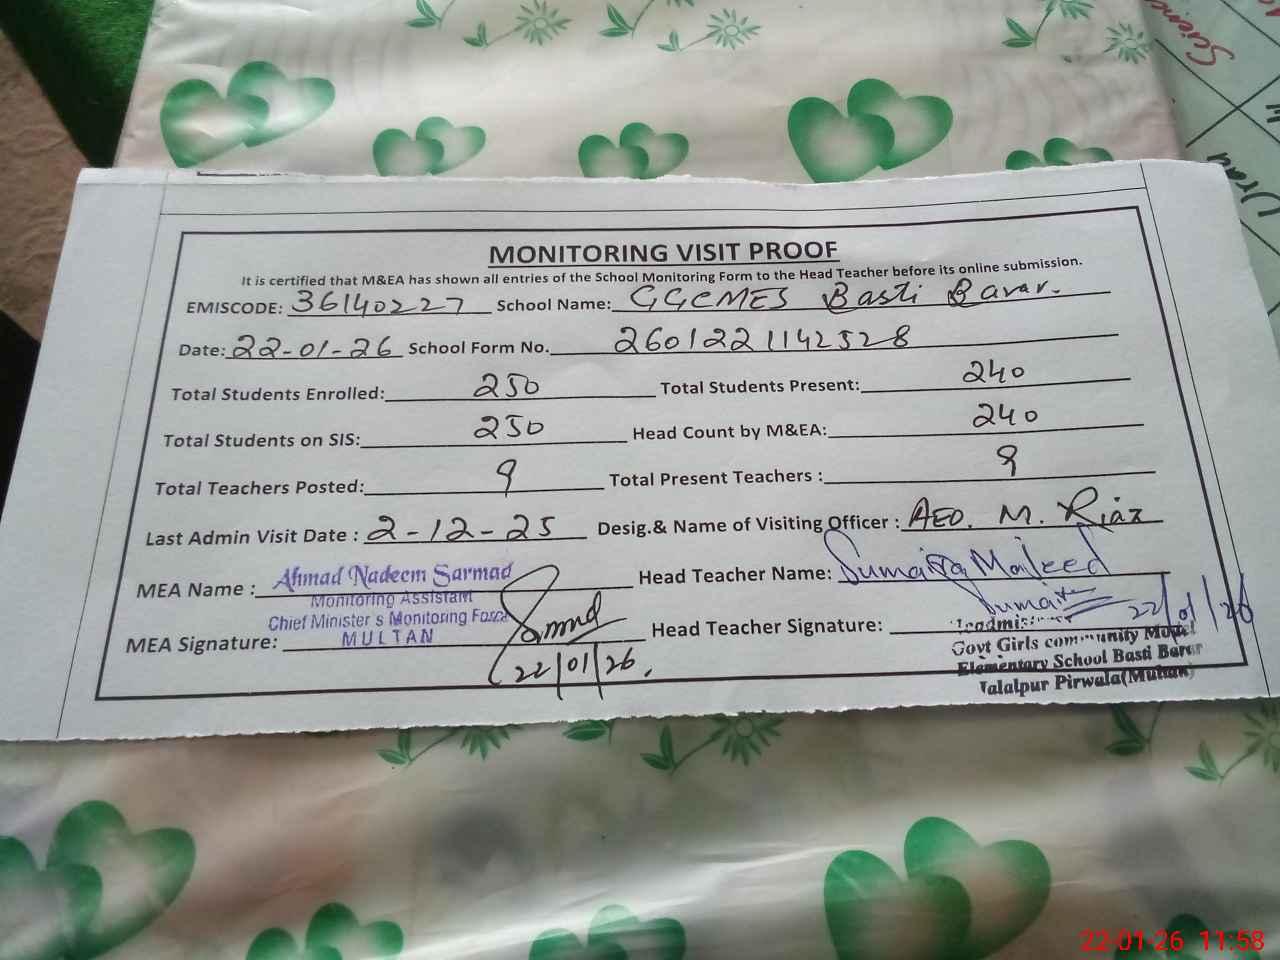 MONITORING VISIT PROOF
It is certified that M&EA has shown all entries of the School Monitoring Form to the Head Teacher before its online submission.
EMISCODE: 36140227 School Name: GGCMES Basti Barar.
Date: 22-01-26 School Form No. 2601221142528
Total Students Enrolled: 250 Total Students Present: 240
Total Students on SIS: 250 Head Count by M&EA: 240
Total Teachers Posted: 9 Total Present Teachers : 9
Last Admin Visit Date : 2-12-25 Desig.& Name of Visiting Officer : AEO. M. Riaz
MEA Name : Ahmad Nadeem Sarmad Head Teacher Name: Sumaira Majeed
Monitoring Assistant
Chief Minister's Monitoring Force
MULTAN
MEA Signature: Sarmad Head Teacher Signature: Sumaira 22/01/26
22/01/26.
Govt Girls community Model
Elementary School Basti Barar
Jalalpur Pirwala(Multan)
Science
Urdu
22-01-26 11:58